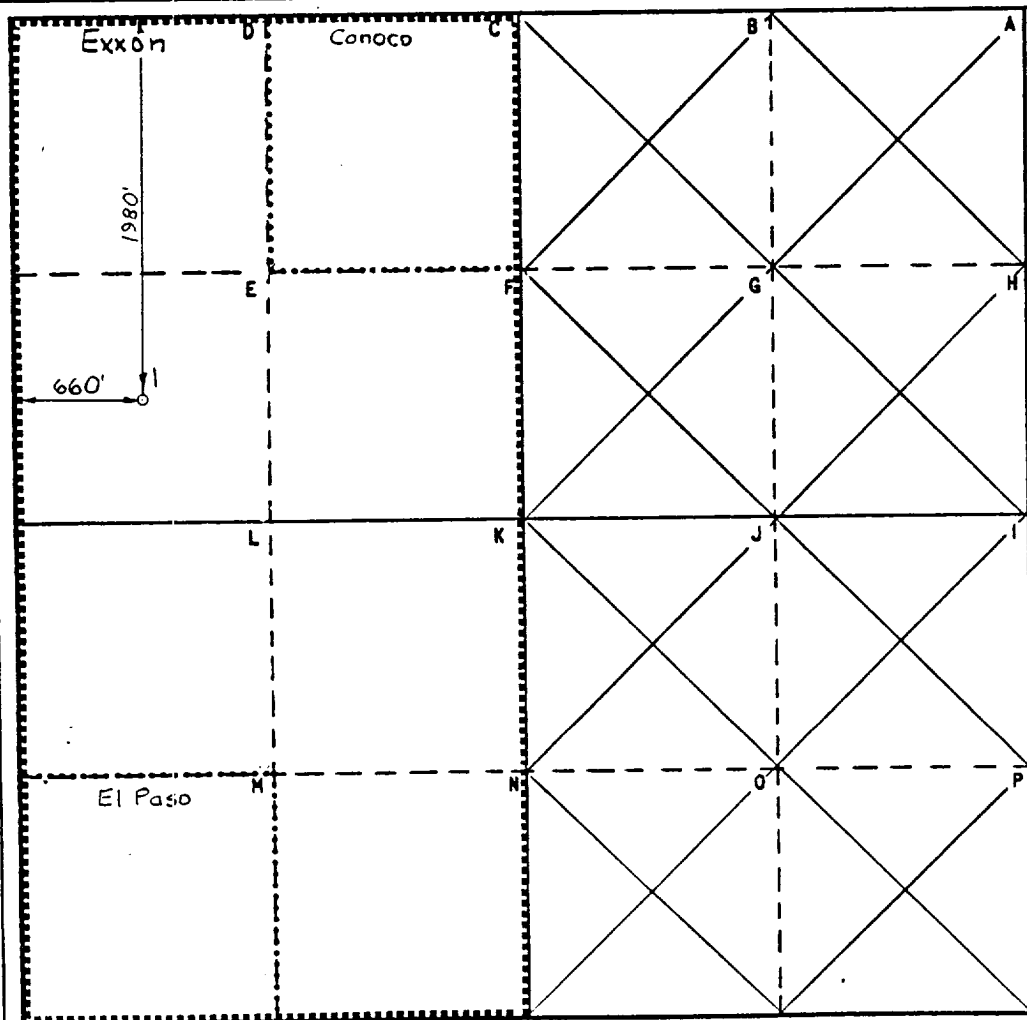 Exxon D Conoco C B A
1980'
E F G H
660' 1
L K J I
El Paso M N O P